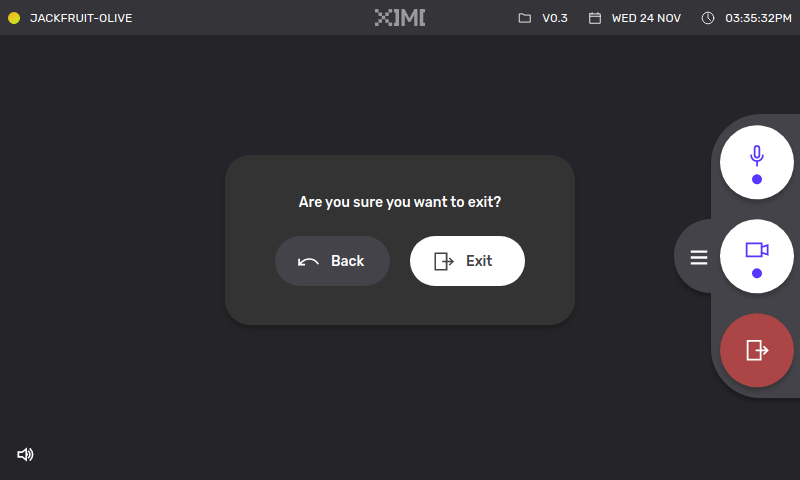 JACKFRUIT-OLIVE
V0.3
WED 24 NOV
03:35:32PM
Are you sure you want to exit?
Back
Exit